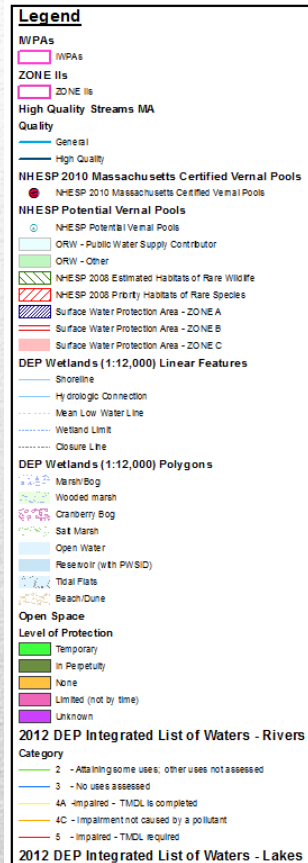 Legend
IWPAs
IWPAs
ZONE IIs
ZONE IIs
High Quality Streams MA
Quality
General
High Quality
NHESP 2010 Massachusetts Certified Vernal Pools
NHESP 2010 Massachusetts Certified Vernal Pools
NHESP Potential Vernal Pools
NHESP Potential Vernal Pools
ORW - Public Water Supply Contributor
ORW - Other
NHESP 2008 Estimated Habitats of Rare Wildlife
NHESP 2008 Priority Habitats of Rare Species
Surface Water Protection Area - ZONE A
Surface Water Protection Area - ZONE B
Surface Water Protection Area - ZONE C
DEP Wetlands (1:12,000) Linear Features
Shoreline
Hydrologic Connection
Mean Low Water Line
Wetland Limit
Closure Line
DEP Wetlands (1:12,000) Polygons
Marsh/Bog
Wooded marsh
Cranberry Bog
Salt Marsh
Open Water
Reservoir (with PWSID)
Tidal Flats
Beach/Dune
Open Space
Level of Protection
Temporary
In Perpetuity
None
Limited (not by time)
Unknown
2012 DEP Integrated List of Waters - Rivers
Category
2 - Attaining some uses; other uses not assessed
3 - No uses assessed
4A - Impaired - TMDL is completed
4C - Impairment not caused by a pollutant
5 - Impaired - TMDL required
2012 DEP Integrated List of Waters - Lakes